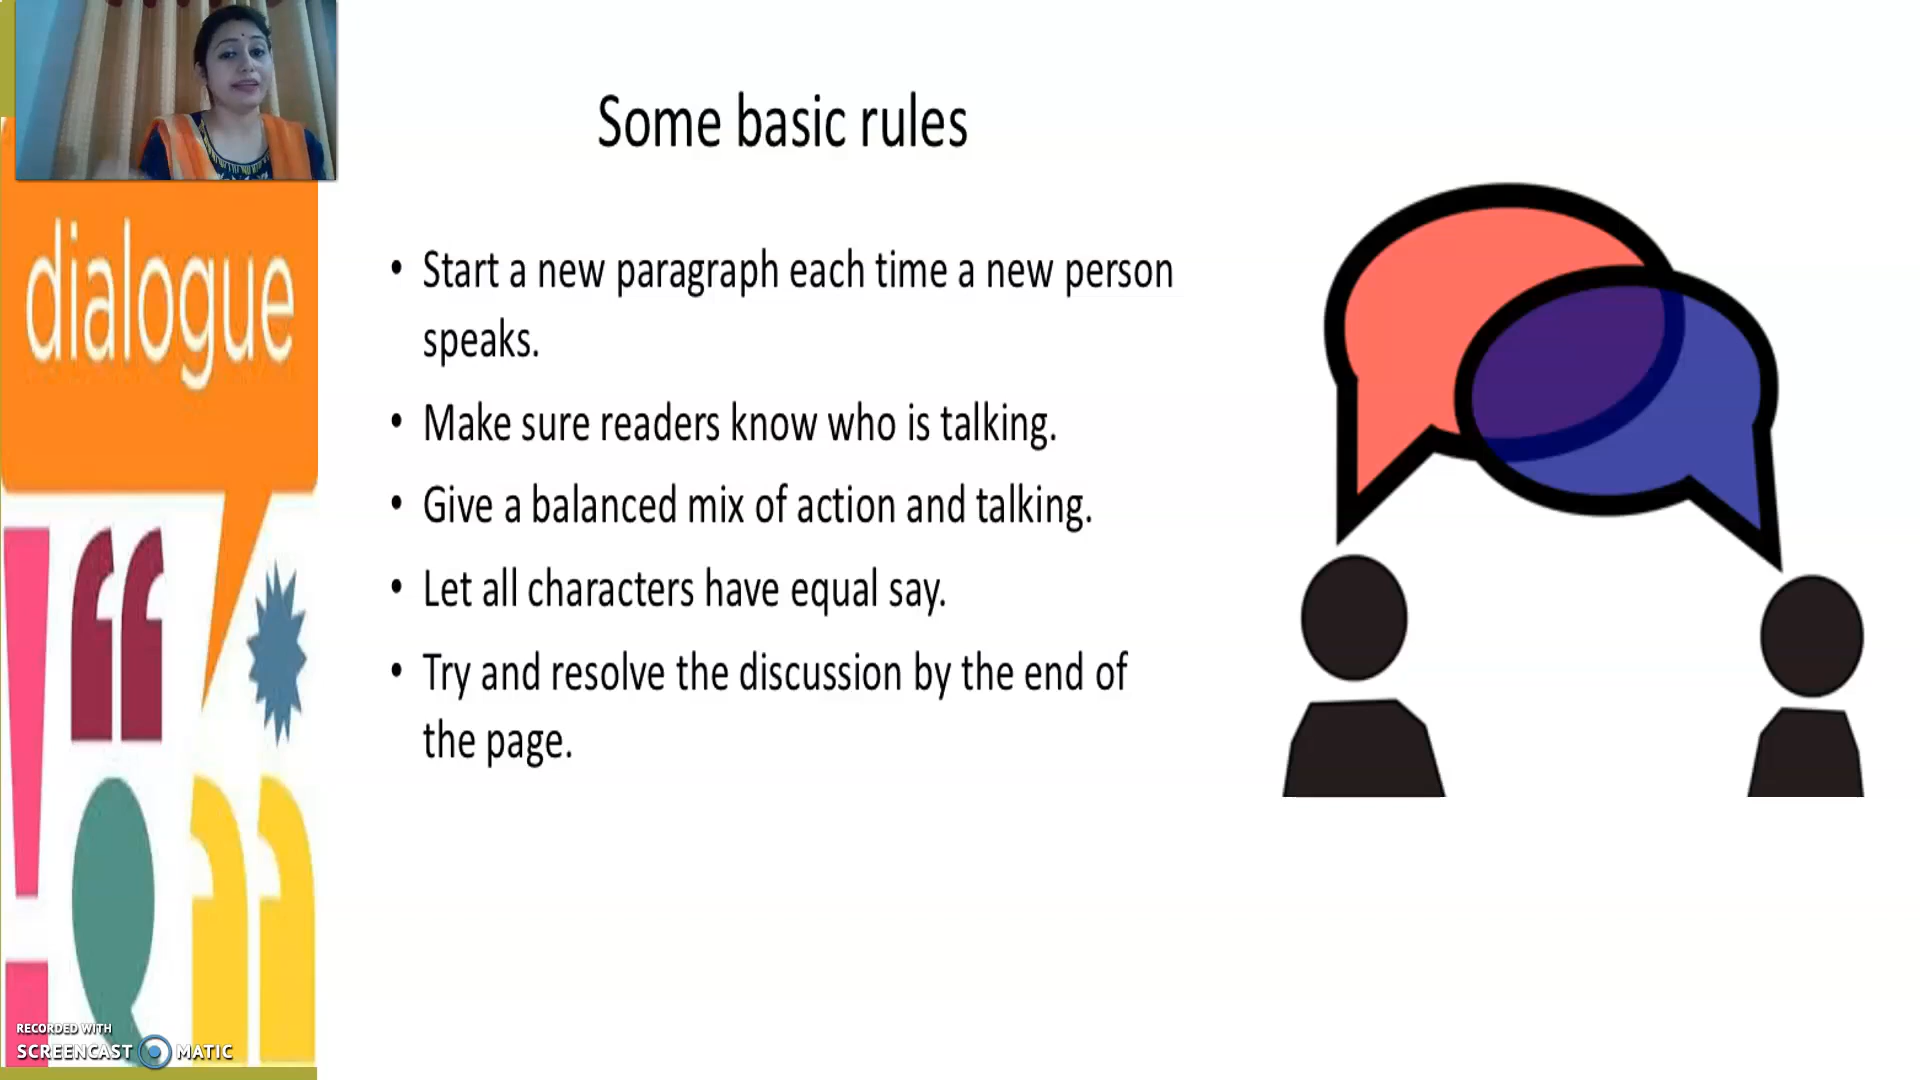 Some basic rules
dialogue
• Start a new paragraph each time a new person
speaks.
• Make sure readers know who is talking.
• Give a balanced mix of action and talking.
• Let all characters have equal say.
• Try and resolve the discussion by the end of
the page.
RECORDED WITH
SCREENCAST MATIC